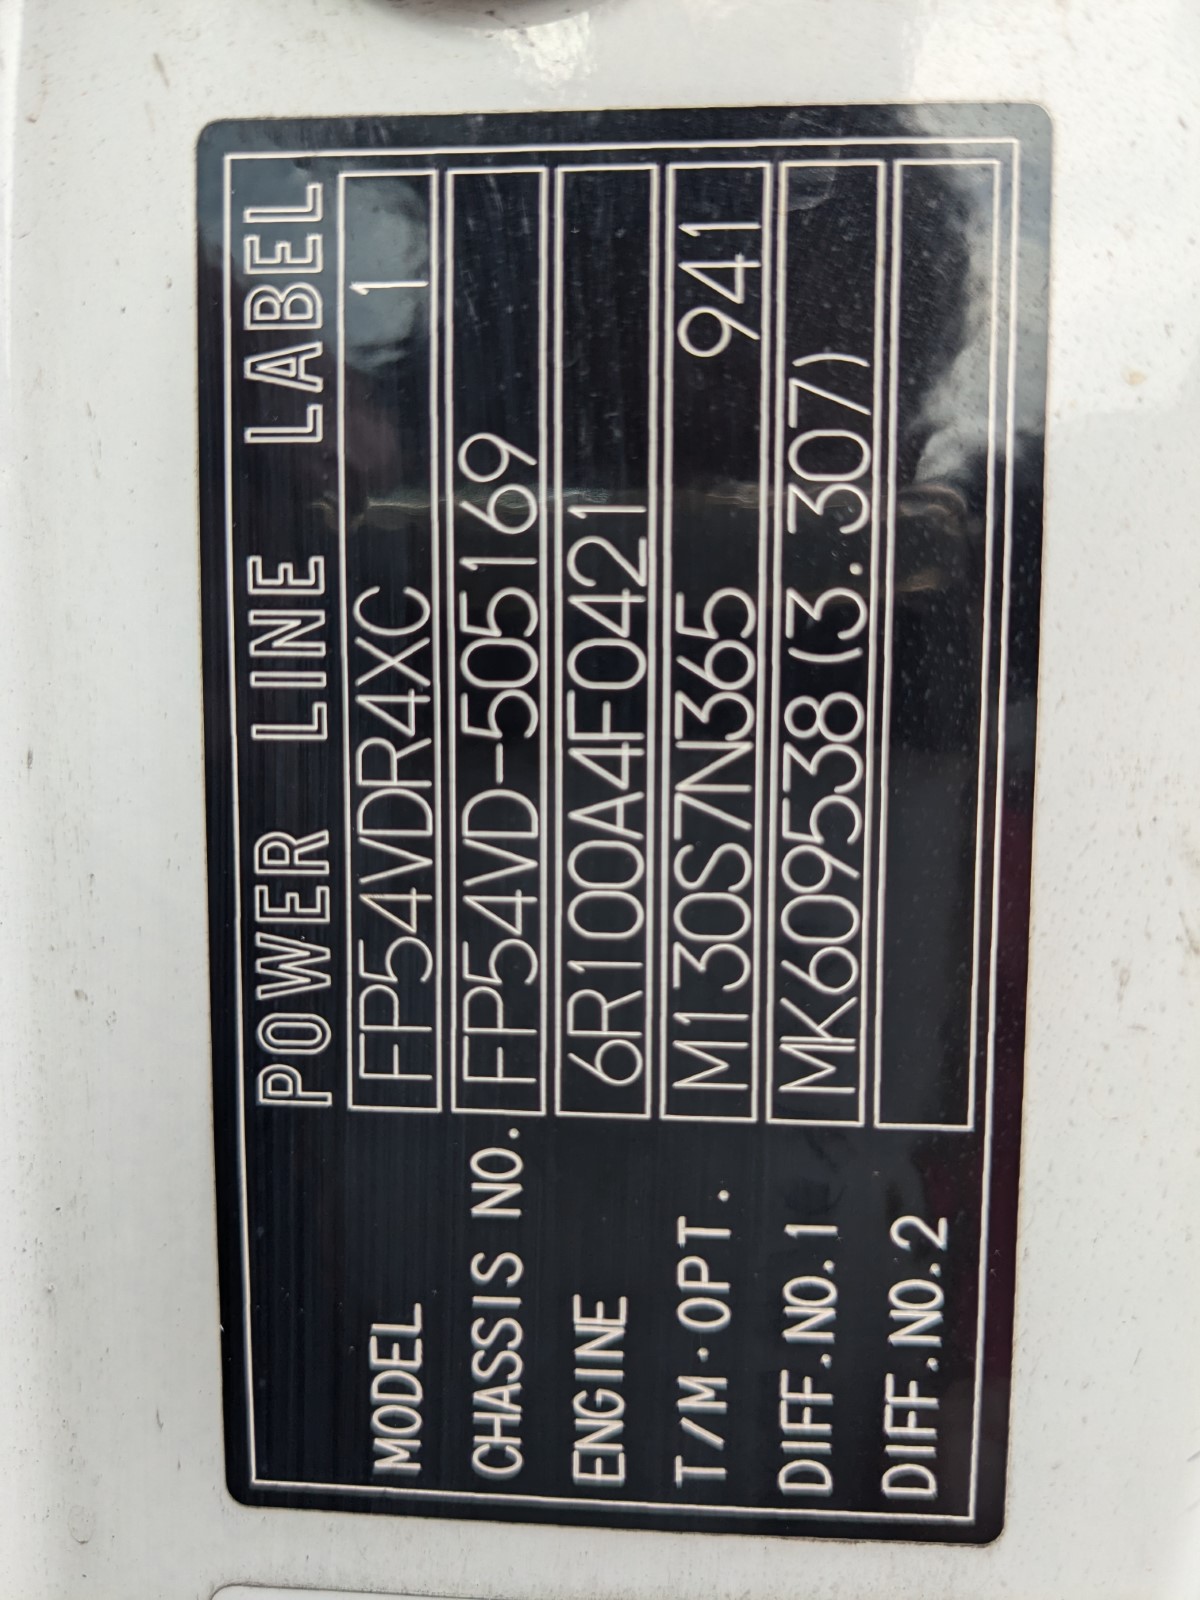 POWER LINE LABEL
MODEL FP54VDR4XC 1
CHASSIS NO. FP54VD-505169
ENGINE 6R100A4F0421
T/M·OPT. M130S7N365 941
DIFF.NO.1 MK609538 (3.307)
DIFF.NO.2